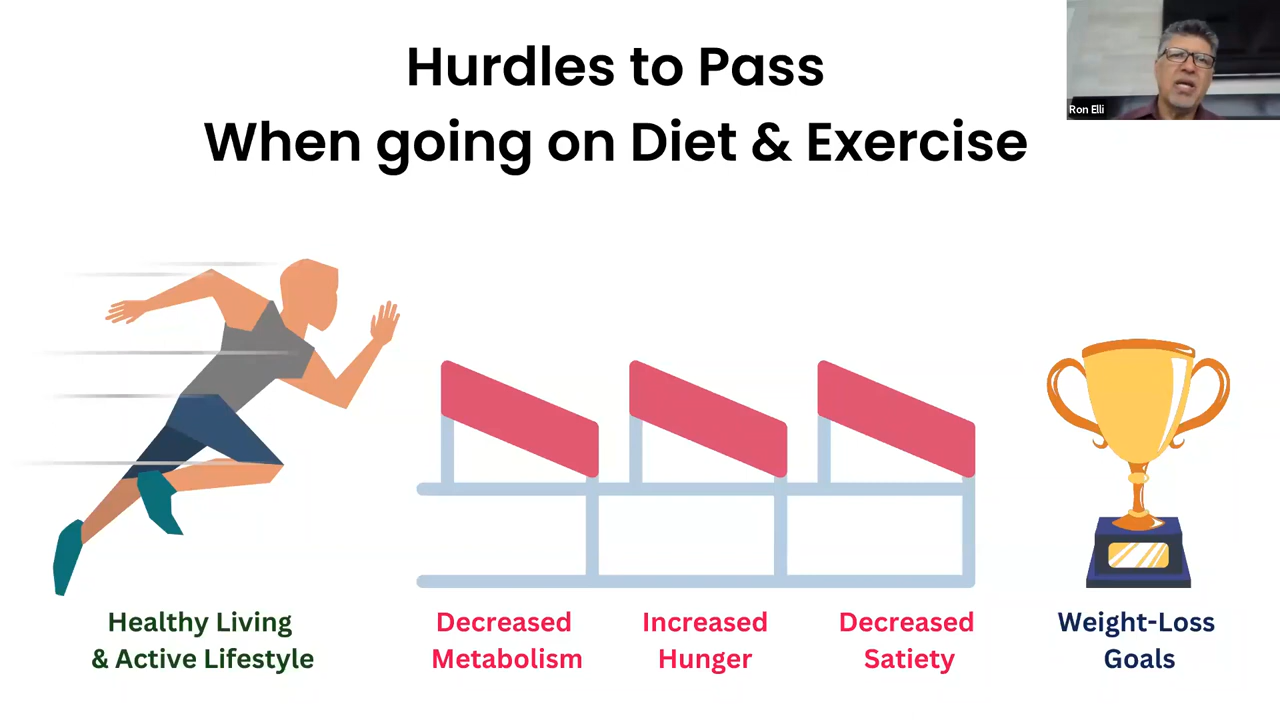 Hurdles to Pass
When going on Diet & Exercise
Ron Elli
Healthy Living
& Active Lifestyle
Decreased
Metabolism
Increased
Hunger
Decreased
Satiety
Weight-Loss
Goals